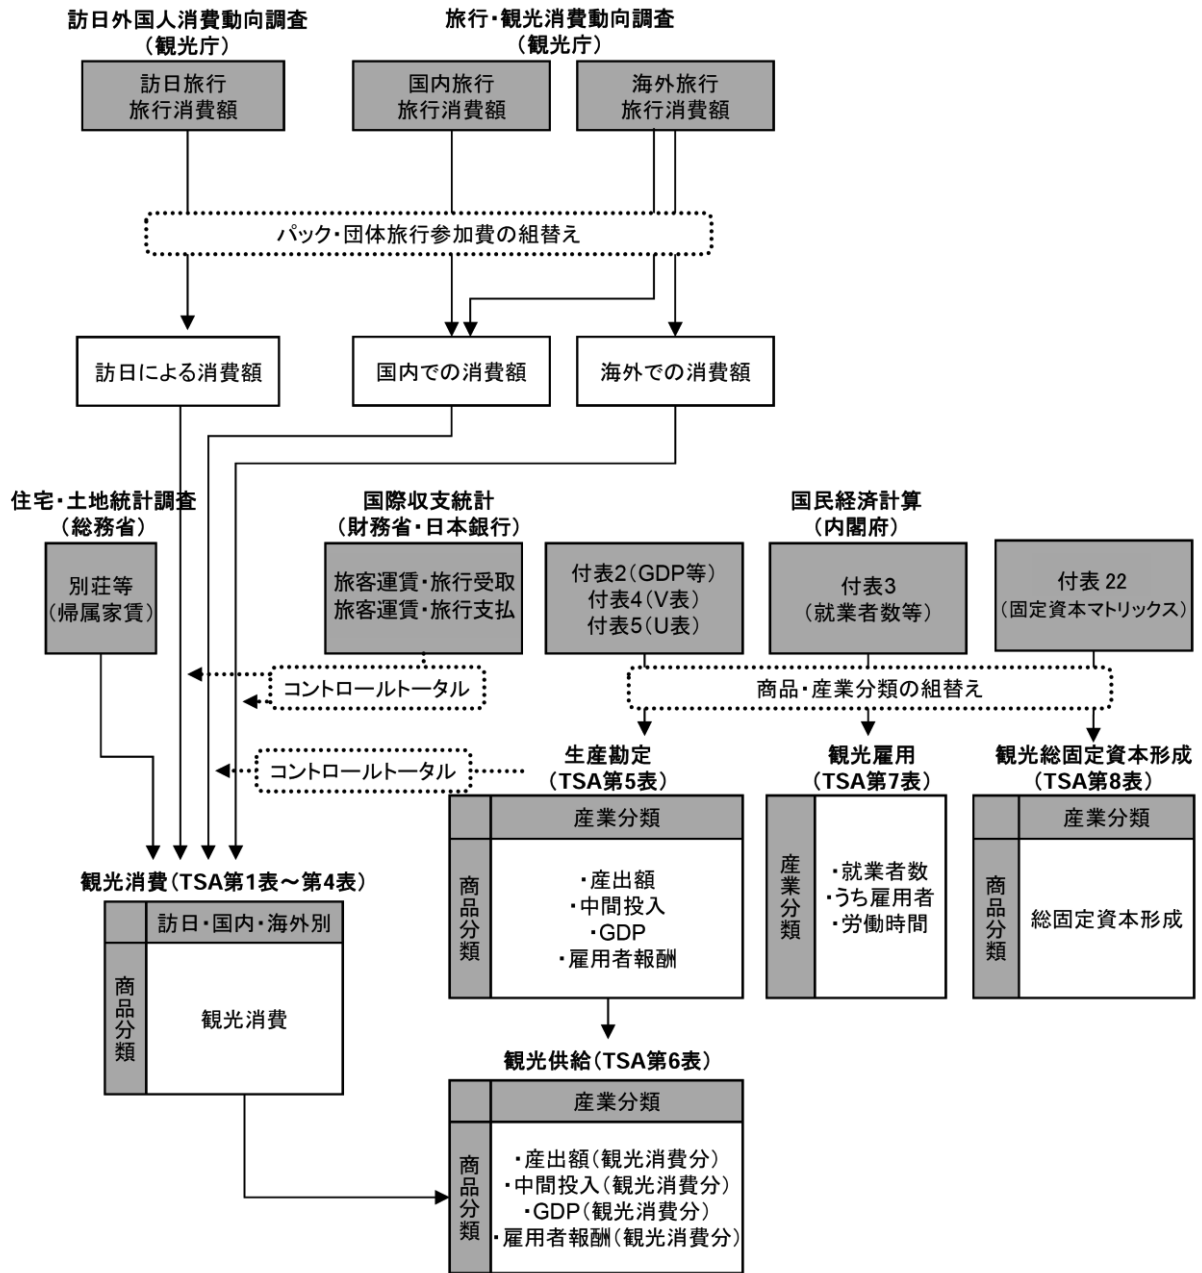 訪日外国人消費動向調査
(観光庁)
旅行・観光消費動向調査
(観光庁)
訪日旅行
旅行消費額
国内旅行
旅行消費額
海外旅行
旅行消費額
パック・団体旅行参加費の組替え
訪日による消費額
国内での消費額
海外での消費額
住宅・土地統計調査
(総務省)
国際収支統計
(財務省・日本銀行)
国民経済計算
(内閣府)
別荘等
(帰属家賃)
旅客運賃・旅行受取
旅客運賃・旅行支払
付表2(GDP等)
付表4(V表)
付表5(U表)
付表3
(就業者数等)
付表 22
(固定資本マトリックス)
コントロールトータル
商品・産業分類の組替え
コントロールトータル
生産勘定
(TSA第5表)
観光雇用
(TSA第7表)
観光総固定資本形成
(TSA第8表)
産業分類
商品分類
・産出額
・中間投入
・GDP
・雇用者報酬
産業分類
・就業者数
・うち雇用者
・労働時間
産業分類
商品分類
総固定資本形成
観光消費(TSA第1表～第4表)
訪日・国内・海外別
商品分類
観光消費
観光供給(TSA第6表)
産業分類
商品分類
・産出額(観光消費分)
・中間投入(観光消費分)
・GDP(観光消費分)
・雇用者報酬(観光消費分)